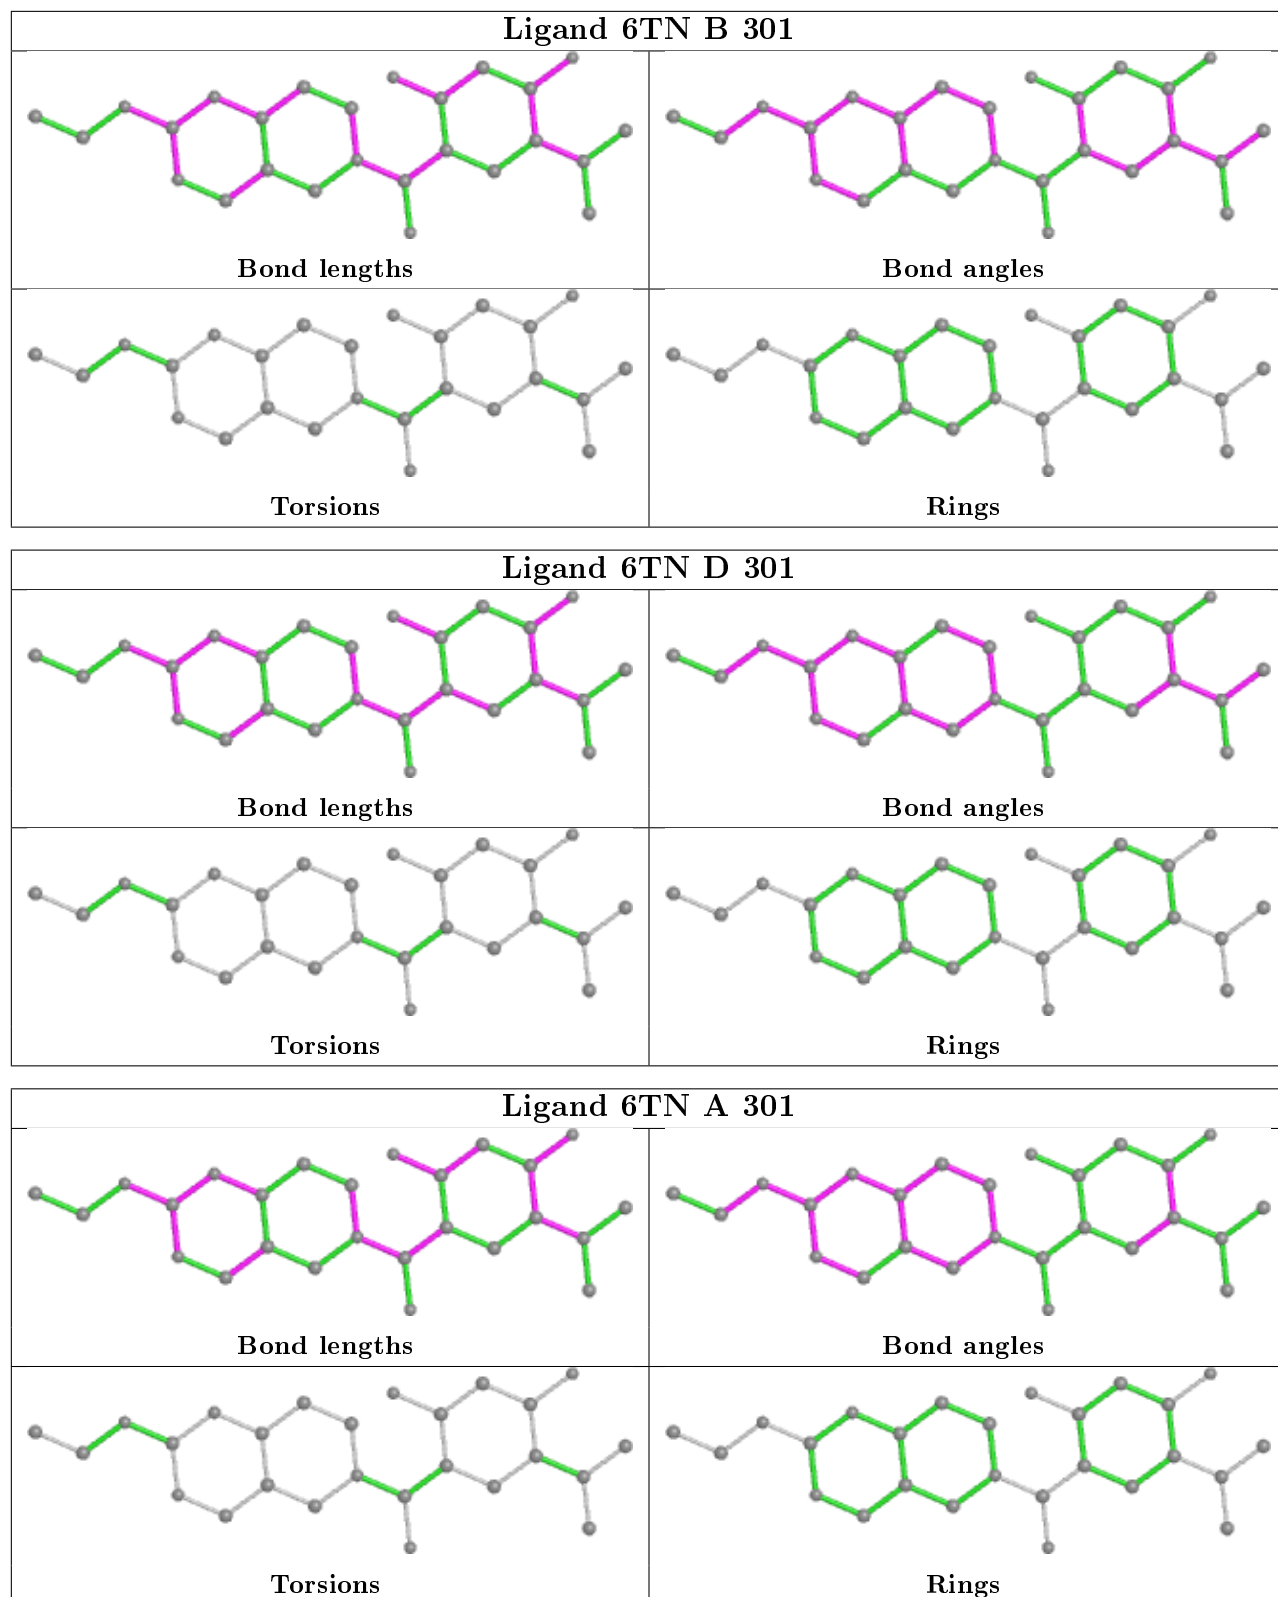 Ligand 6TN B 301
Bond lengths
Bond angles
Torsions
Rings
Ligand 6TN D 301
Bond lengths
Bond angles
Torsions
Rings
Ligand 6TN A 301
Bond lengths
Bond angles
Torsions
Rings